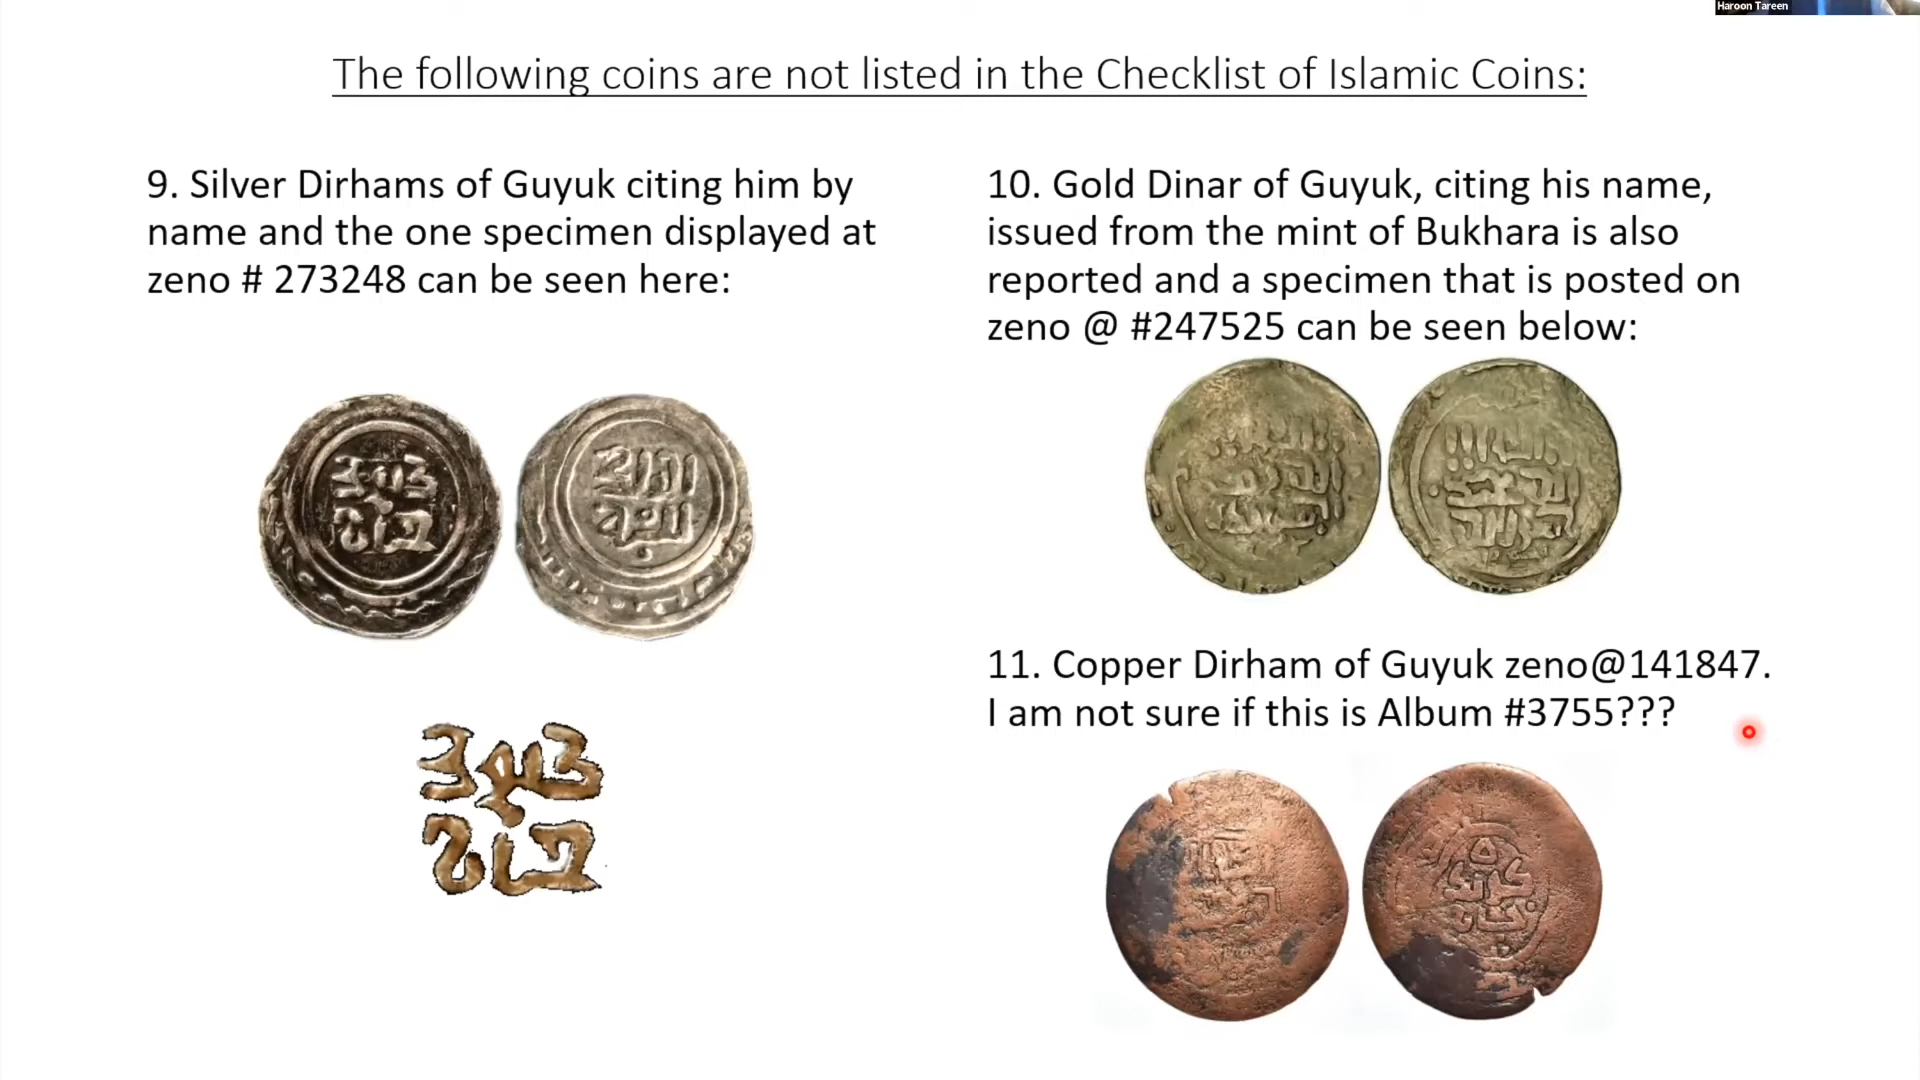 Haroon Tareen
The following coins are not listed in the Checklist of Islamic Coins:
9. Silver Dirhams of Guyuk citing him by
name and the one specimen displayed at
zeno # 273248 can be seen here:
10. Gold Dinar of Guyuk, citing his name,
issued from the mint of Bukhara is also
reported and a specimen that is posted on
zeno @ #247525 can be seen below:
11. Copper Dirham of Guyuk zeno@141847.
I am not sure if this is Album #3755???